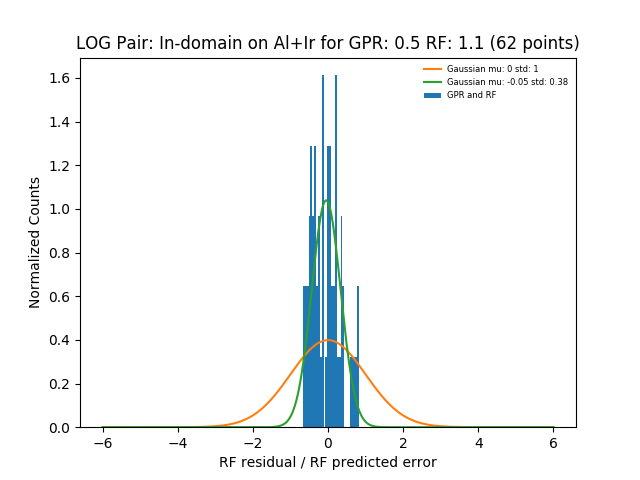 LOG Pair: In-domain on Al+Ir for GPR: 0.5 RF: 1.1 (62 points)
Gaussian mu: 0 std: 1
Gaussian mu: -0.05 std: 0.38
GPR and RF
Normalized Counts
1.6
1.4
1.2
1.0
0.8
0.6
0.4
0.2
0.0
−6 −4 −2 0 2 4 6
RF residual / RF predicted error